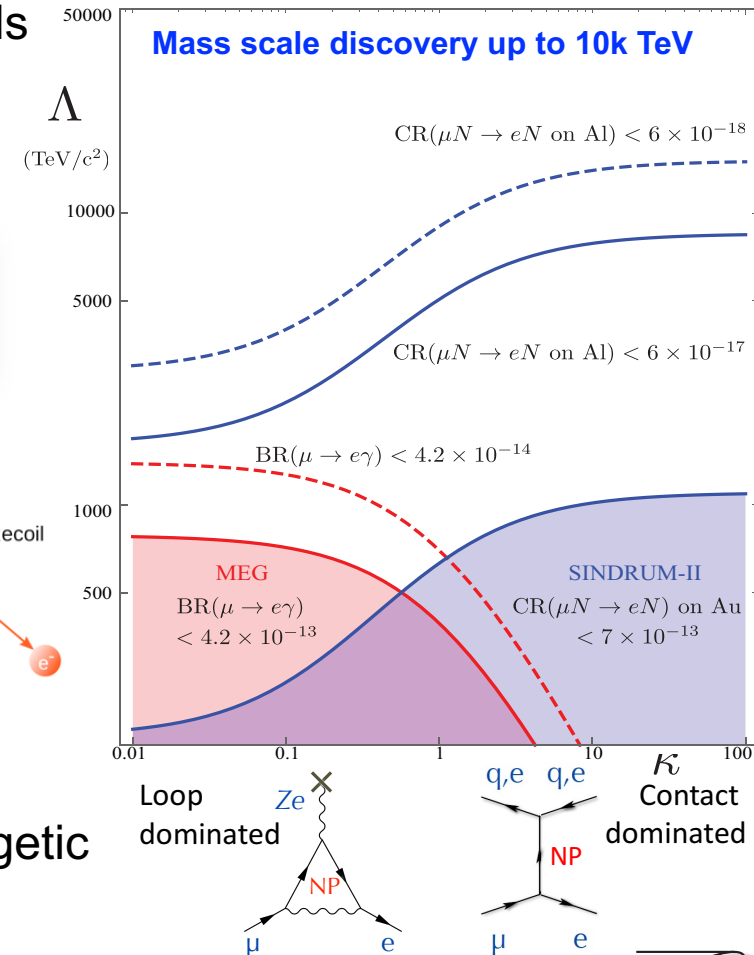 ls
50000
Mass scale discovery up to 10k TeV
Λ
(TeV/c²)
CR(μN → eN on Al) < 6 × 10⁻¹⁸
10000
5000
CR(μN → eN on Al) < 6 × 10⁻¹⁷
BR(μ → eγ) < 4.2 × 10⁻¹⁴
1000
ecoil
500
MEG
SINDRUM-II
BR(μ → eγ)
CR(μN → eN) on Au
< 4.2 × 10⁻¹³
< 7 × 10⁻¹³
e⁻
0.01 0.1 1 10 100
κ
q,e q,e
Loop
dominated
Ze
Contact
dominated
getic
NP
NP
μ e
μ e